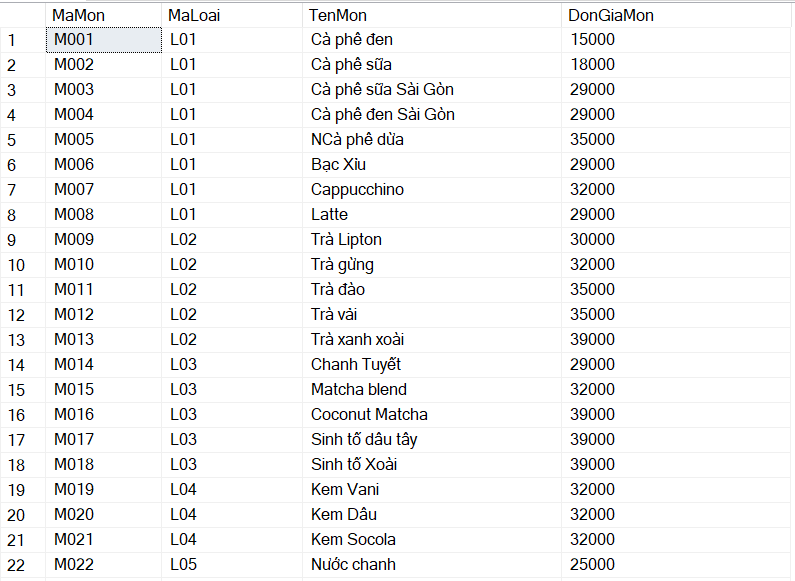 MaMon MaLoai TenMon DonGiaMon
1 M001 L01 Cà phê đen 15000
2 M002 L01 Cà phê sữa 18000
3 M003 L01 Cà phê sữa Sài Gòn 29000
4 M004 L01 Cà phê đen Sài Gòn 29000
5 M005 L01 NCà phê dừa 35000
6 M006 L01 Bạc Xỉu 29000
7 M007 L01 Cappucchino 32000
8 M008 L01 Latte 29000
9 M009 L02 Trà Lipton 30000
10 M010 L02 Trà gừng 32000
11 M011 L02 Trà đào 35000
12 M012 L02 Trà vải 35000
13 M013 L02 Trà xanh xoài 39000
14 M014 L03 Chanh Tuyết 29000
15 M015 L03 Matcha blend 32000
16 M016 L03 Coconut Matcha 39000
17 M017 L03 Sinh tố dâu tây 39000
18 M018 L03 Sinh tố Xoài 39000
19 M019 L04 Kem Vani 32000
20 M020 L04 Kem Dâu 32000
21 M021 L04 Kem Socola 32000
22 M022 L05 Nước chanh 25000